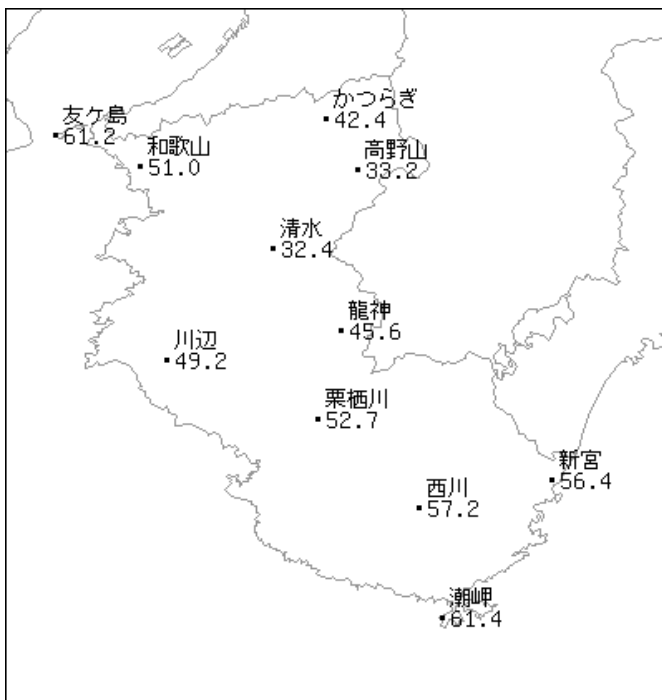 かつらぎ
42.4
友ケ島
61.2
和歌山
51.0
高野山
33.2
清水
32.4
龍神
45.6
川辺
49.2
栗栖川
52.7
新宮
56.4
西川
57.2
潮岬
61.4